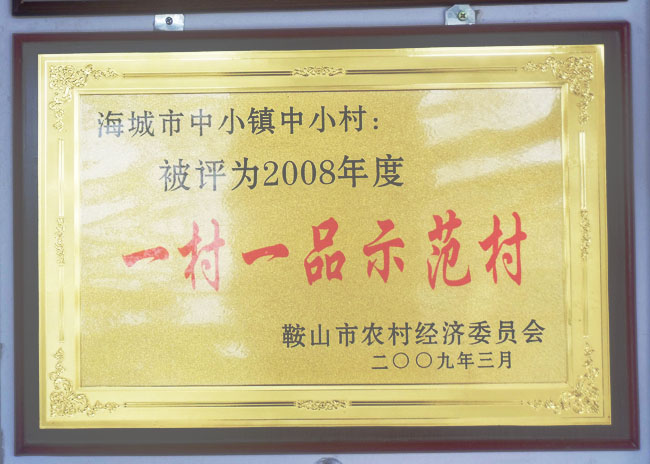 海城市中小镇中小村：
被评为2008年度
一村一品示范村
鞍山市农村经济委员会
二〇〇九年三月